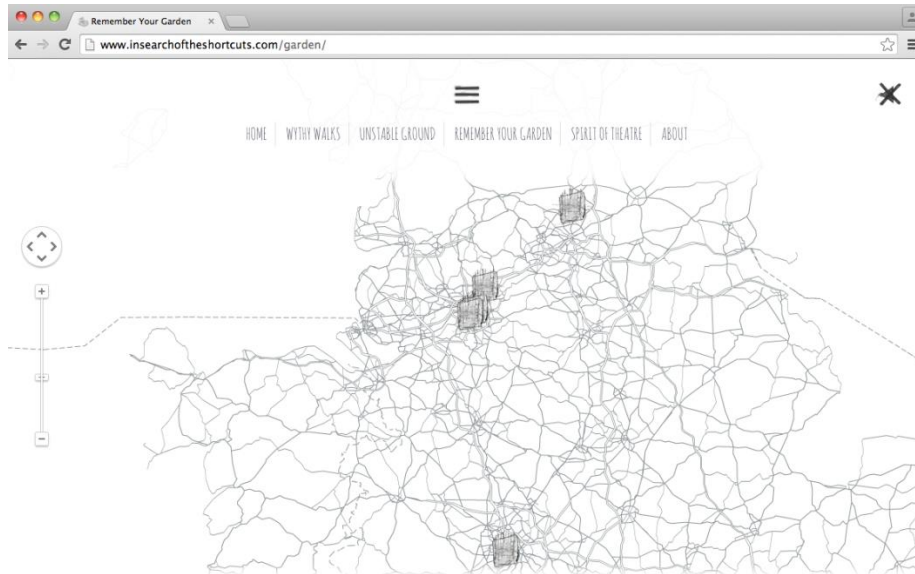 Remember Your Garden
www.insearchoftheshortcuts.com/garden/
HOME WYTHY WALKS UNSTABLE GROUND REMEMBER YOUR GARDEN SPIRIT OF THEATRE ABOUT